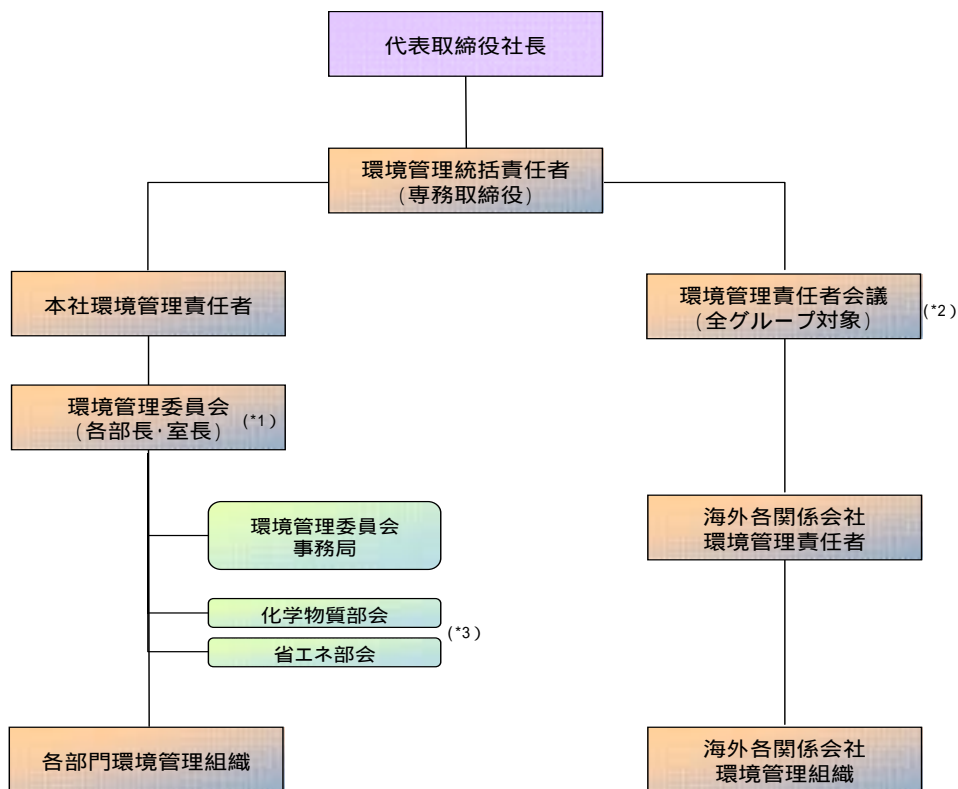 代表取締役社長
環境管理統括責任者
(専務取締役)
本社環境管理責任者
環境管理責任者会議
(全グループ対象)
(*2)
環境管理委員会
(各部長・室長)
(*1)
環境管理委員会
事務局
海外各関係会社
環境管理責任者
化学物質部会
(*3)
省エネ部会
各部門環境管理組織
海外各関係会社
環境管理組織